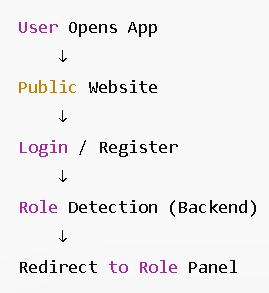 User Opens App
↓
Public Website
↓
Login / Register
↓
Role Detection (Backend)
↓
Redirect to Role Panel